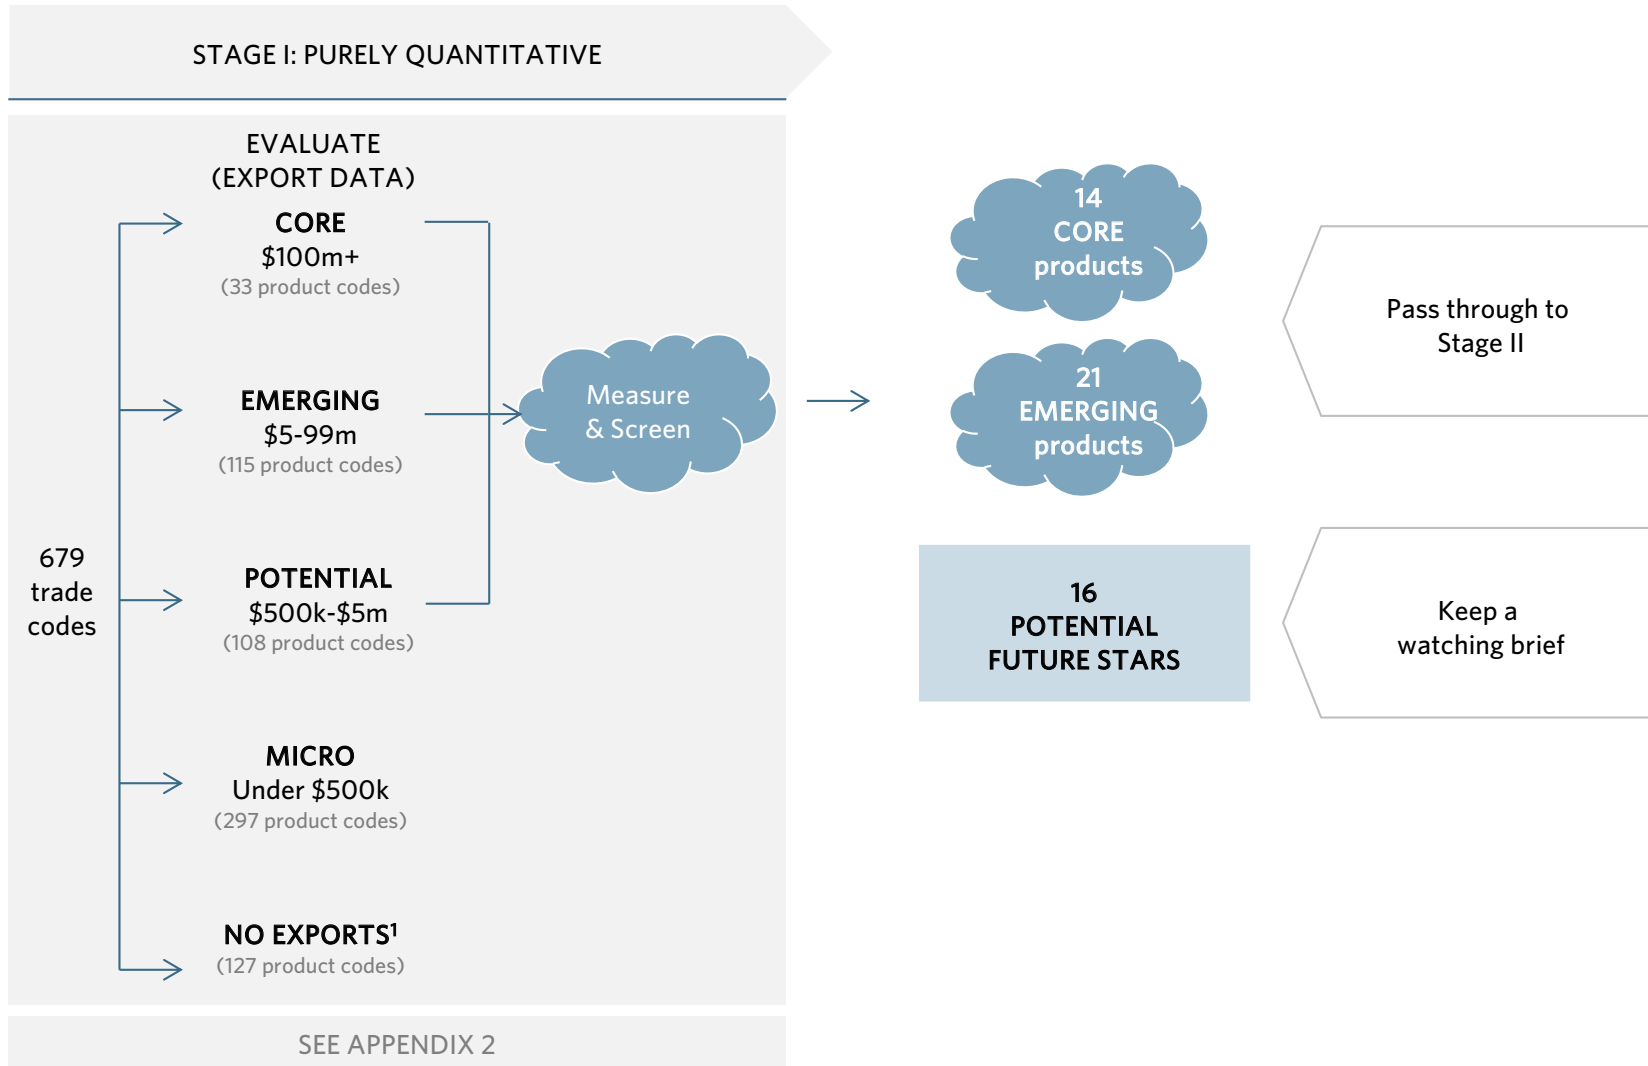 STAGE I: PURELY QUANTITATIVE
EVALUATE
(EXPORT DATA)
CORE
$100m+
(33 product codes)
EMERGING
$5-99m
(115 product codes)
679
trade
codes
POTENTIAL
$500k-$5m
(108 product codes)
MICRO
Under $500k
(297 product codes)
NO EXPORTS¹
(127 product codes)
Measure
& Screen
14
CORE
products
21
EMERGING
products
16
POTENTIAL
FUTURE STARS
Pass through to
Stage II
Keep a
watching brief
SEE APPENDIX 2